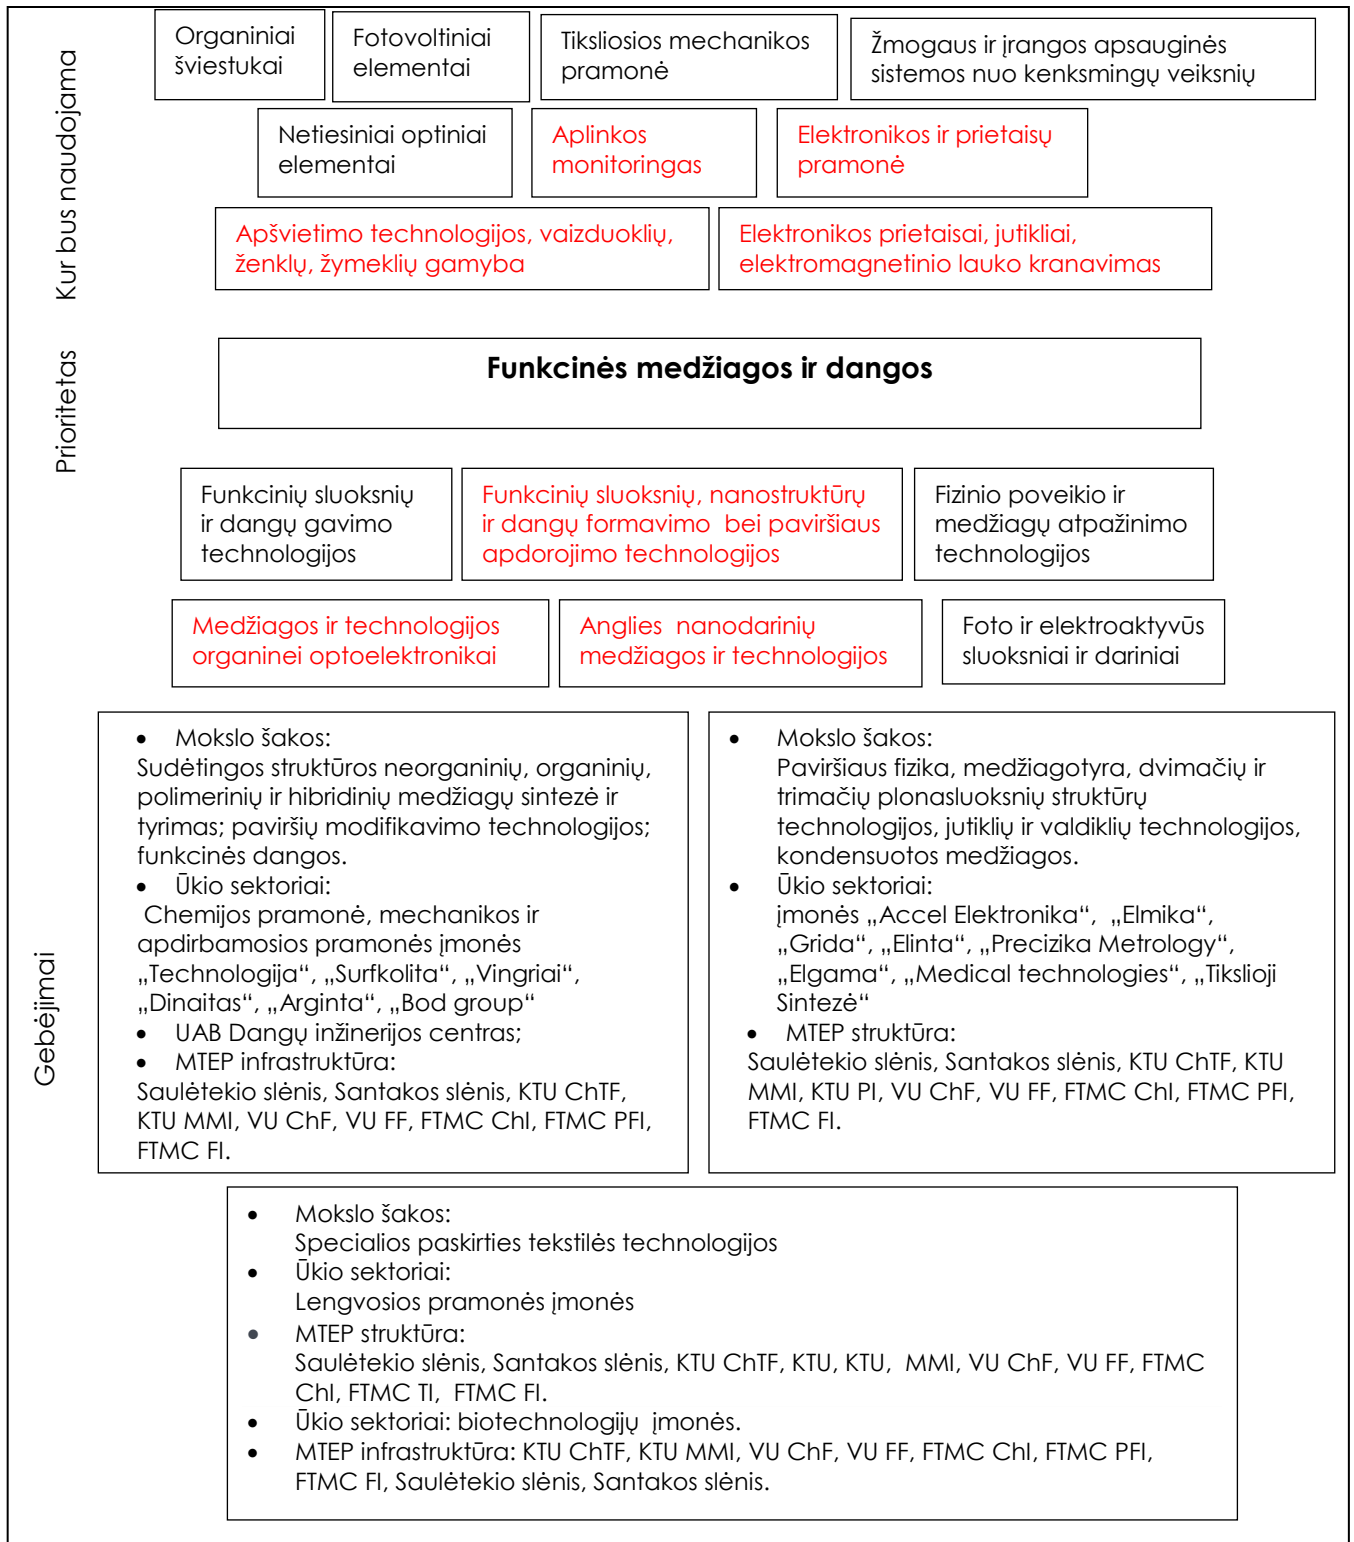 Kur bus naudojama
Organiniai
šviestukai
Fotovoltiniai
elementai
Tiksliosios mechanikos
pramonė
Žmogaus ir įrangos apsauginės
sistemos nuo kenksmingų veiksnių
Netiesiniai optiniai
elementai
Aplinkos
monitoringas
Elektronikos ir prietaisų
pramonė
Apšvietimo technologijos, vaizduoklių,
ženklų, žymeklių gamyba
Elektronikos prietaisai, jutikliai,
elektromagnetinio lauko kranavimas
Prioritetas
Funkcinės medžiagos ir dangos
Funkcinių sluoksnių
ir dangų gavimo
technologijos
Funkcinių sluoksnių, nanostruktūrų
ir dangų formavimo  bei paviršiaus
apdorojimo technologijos
Fizinio poveikio ir
medžiagų atpažinimo
technologijos
Medžiagos ir technologijos
organinei optoelektronikai
Anglies  nanodarinių
medžiagos ir technologijos
Foto ir elektroaktyvūs
sluoksniai ir dariniai
Gebėjimai
• Mokslo šakos:
Sudėtingos struktūros neorganinių, organinių,
polimerinių ir hibridinių medžiagų sintezė ir
tyrimas; paviršių modifikavimo technologijos;
funkcinės dangos.
• Ūkio sektoriai:
Chemijos pramonė, mechanikos ir
apdirbamosios pramonės įmonės
„Technologija“, „Surfkolita“, „Vingriai“,
„Dinaitas“, „Arginta“, „Bod group“
• UAB Dangų inžinerijos centras;
• MTEP infrastruktūra:
Saulėtekio slėnis, Santakos slėnis, KTU ChTF,
KTU MMI, VU ChF, VU FF, FTMC ChI, FTMC PFI,
FTMC FI.
• Mokslo šakos:
Paviršiaus fizika, medžiagotyra, dvimačių ir
trimačių plonasluoksnių struktūrų
technologijos, jutiklių ir valdiklių technologijos,
kondensuotos medžiagos.
• Ūkio sektoriai:
įmonės „Accel Elektronika“,  „Elmika“,
„Grida“, „Elinta“, „Precizika Metrology“,
„Elgama“, „Medical technologies“, „Tikslioji
Sintezė“
• MTEP struktūra:
Saulėtekio slėnis, Santakos slėnis, KTU ChTF, KTU
MMI, KTU PI, VU ChF, VU FF, FTMC ChI, FTMC PFI,
FTMC FI.
• Mokslo šakos:
Specialios paskirties tekstilės technologijos
• Ūkio sektoriai:
Lengvosios pramonės įmonės
• MTEP struktūra:
Saulėtekio slėnis, Santakos slėnis, KTU ChTF, KTU, KTU,  MMI, VU ChF, VU FF, FTMC
ChI, FTMC TI,  FTMC FI.
• Ūkio sektoriai: biotechnologijų  įmonės.
• MTEP infrastruktūra: KTU ChTF, KTU MMI, VU ChF, VU FF, FTMC ChI, FTMC PFI,
FTMC FI, Saulėtekio slėnis, Santakos slėnis.